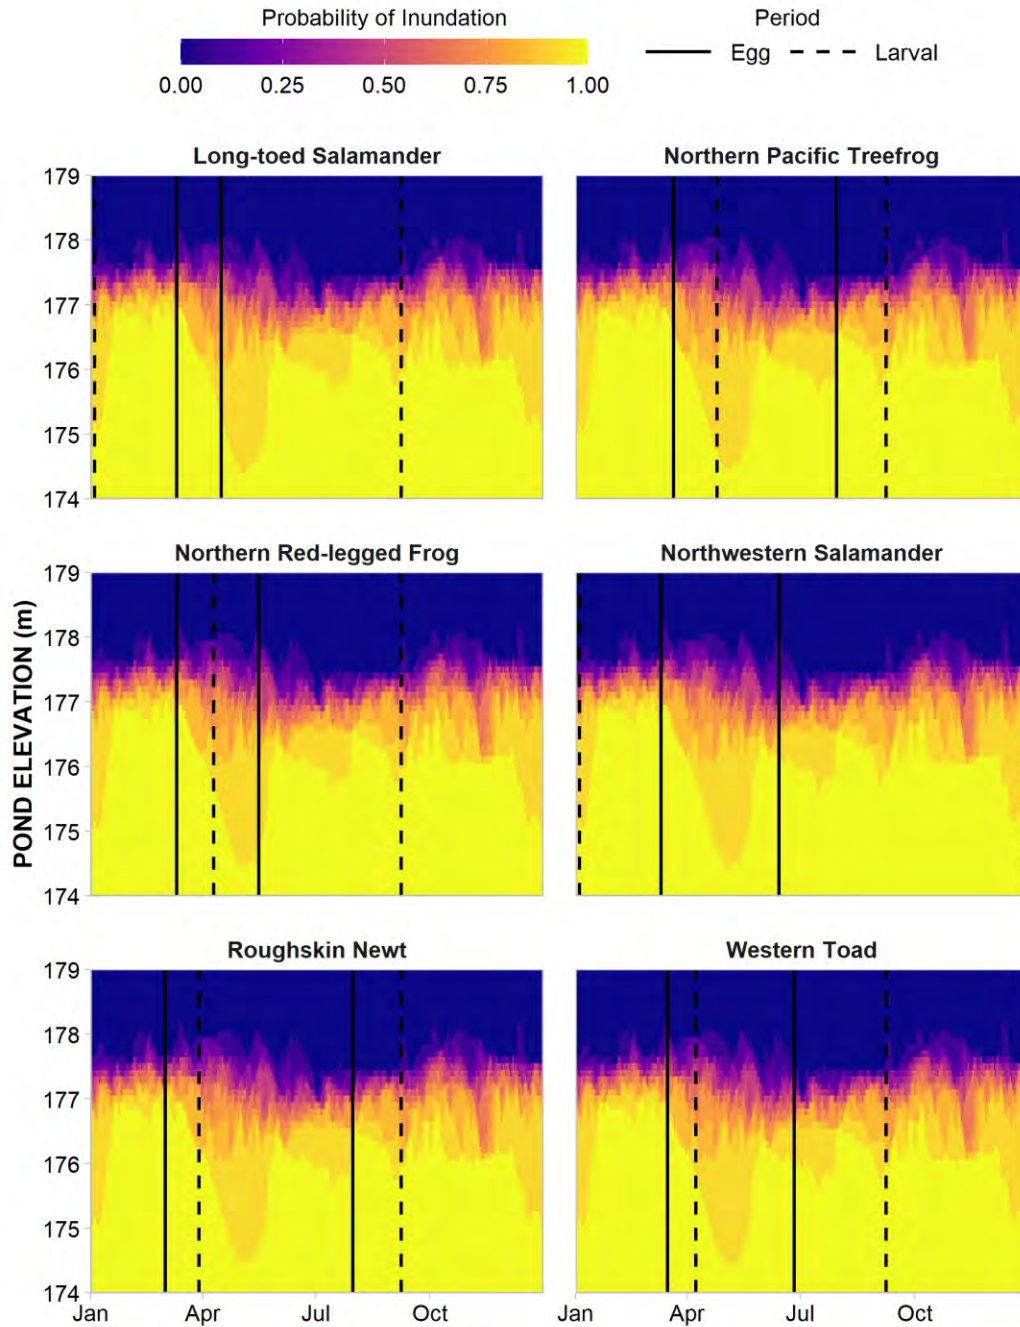 Probability of Inundation
Period
0.00 0.25 0.50 0.75 1.00
Egg
Larval
Long-toed Salamander
Northern Pacific Treefrog
179
178
177
176
175
174
Northern Red-legged Frog
Northwestern Salamander
179
178
177
176
175
174
POND ELEVATION (m)
Roughskin Newt
Western Toad
179
178
177
176
175
174
Jan Apr Jul Oct
Jan Apr Jul Oct